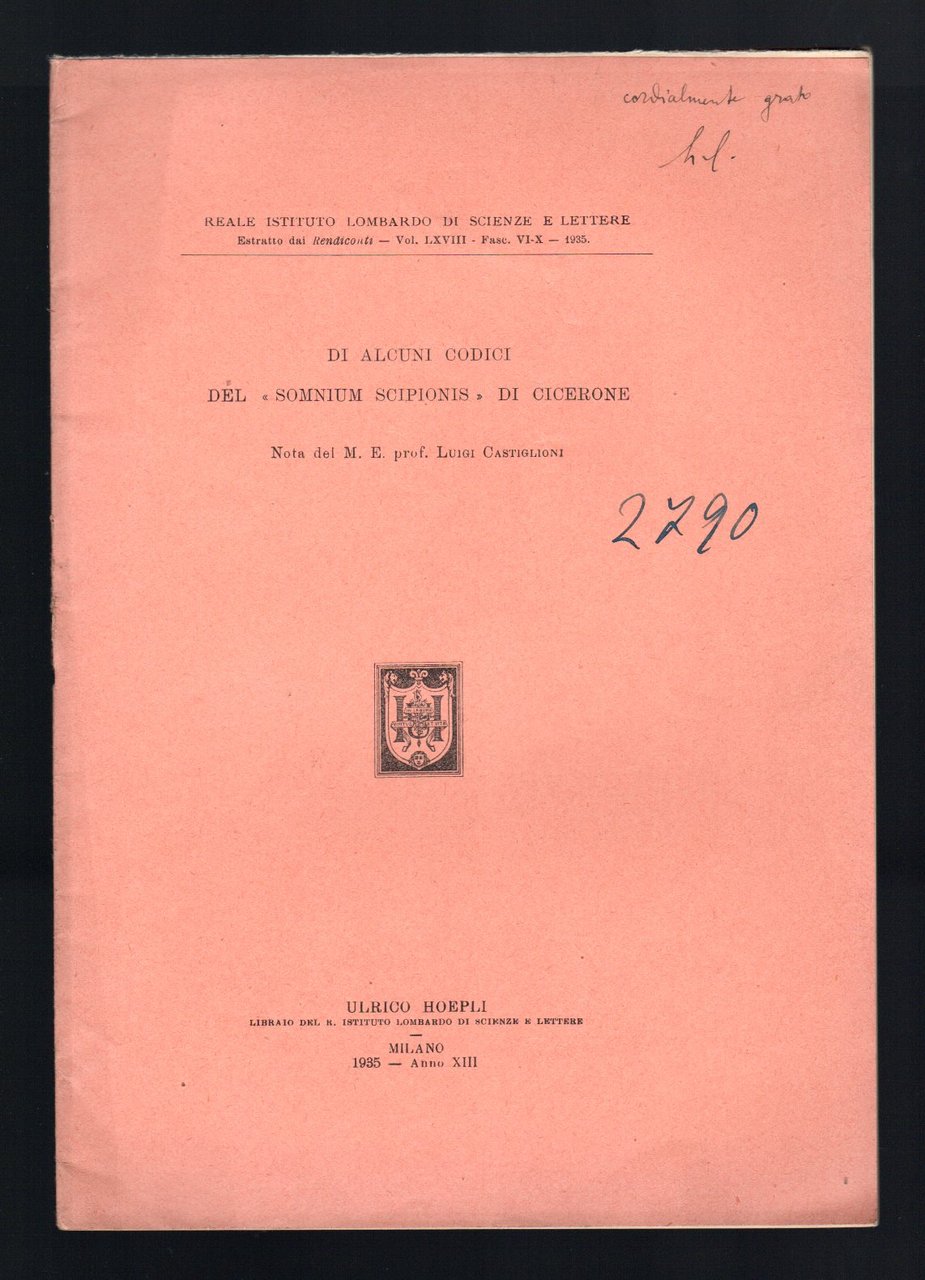 cordialmente grato
REALE ISTITUTO LOMBARDO DI SCIENZE E LETTERE
Estratto dai Rendiconti — Vol. LXVIII - Fasc. VI-X — 1935.
DI ALCUNI CODICI
DEL « SOMNIUM SCIPIONIS » DI CICERONE
Nota del M. E. prof. LUIGI CASTIGLIONI
2790
ULRICO HOEPLI
LIBRAIO DEL R. ISTITUTO LOMBARDO DI SCIENZE E LETTERE
MILANO
1935 — Anno XIII